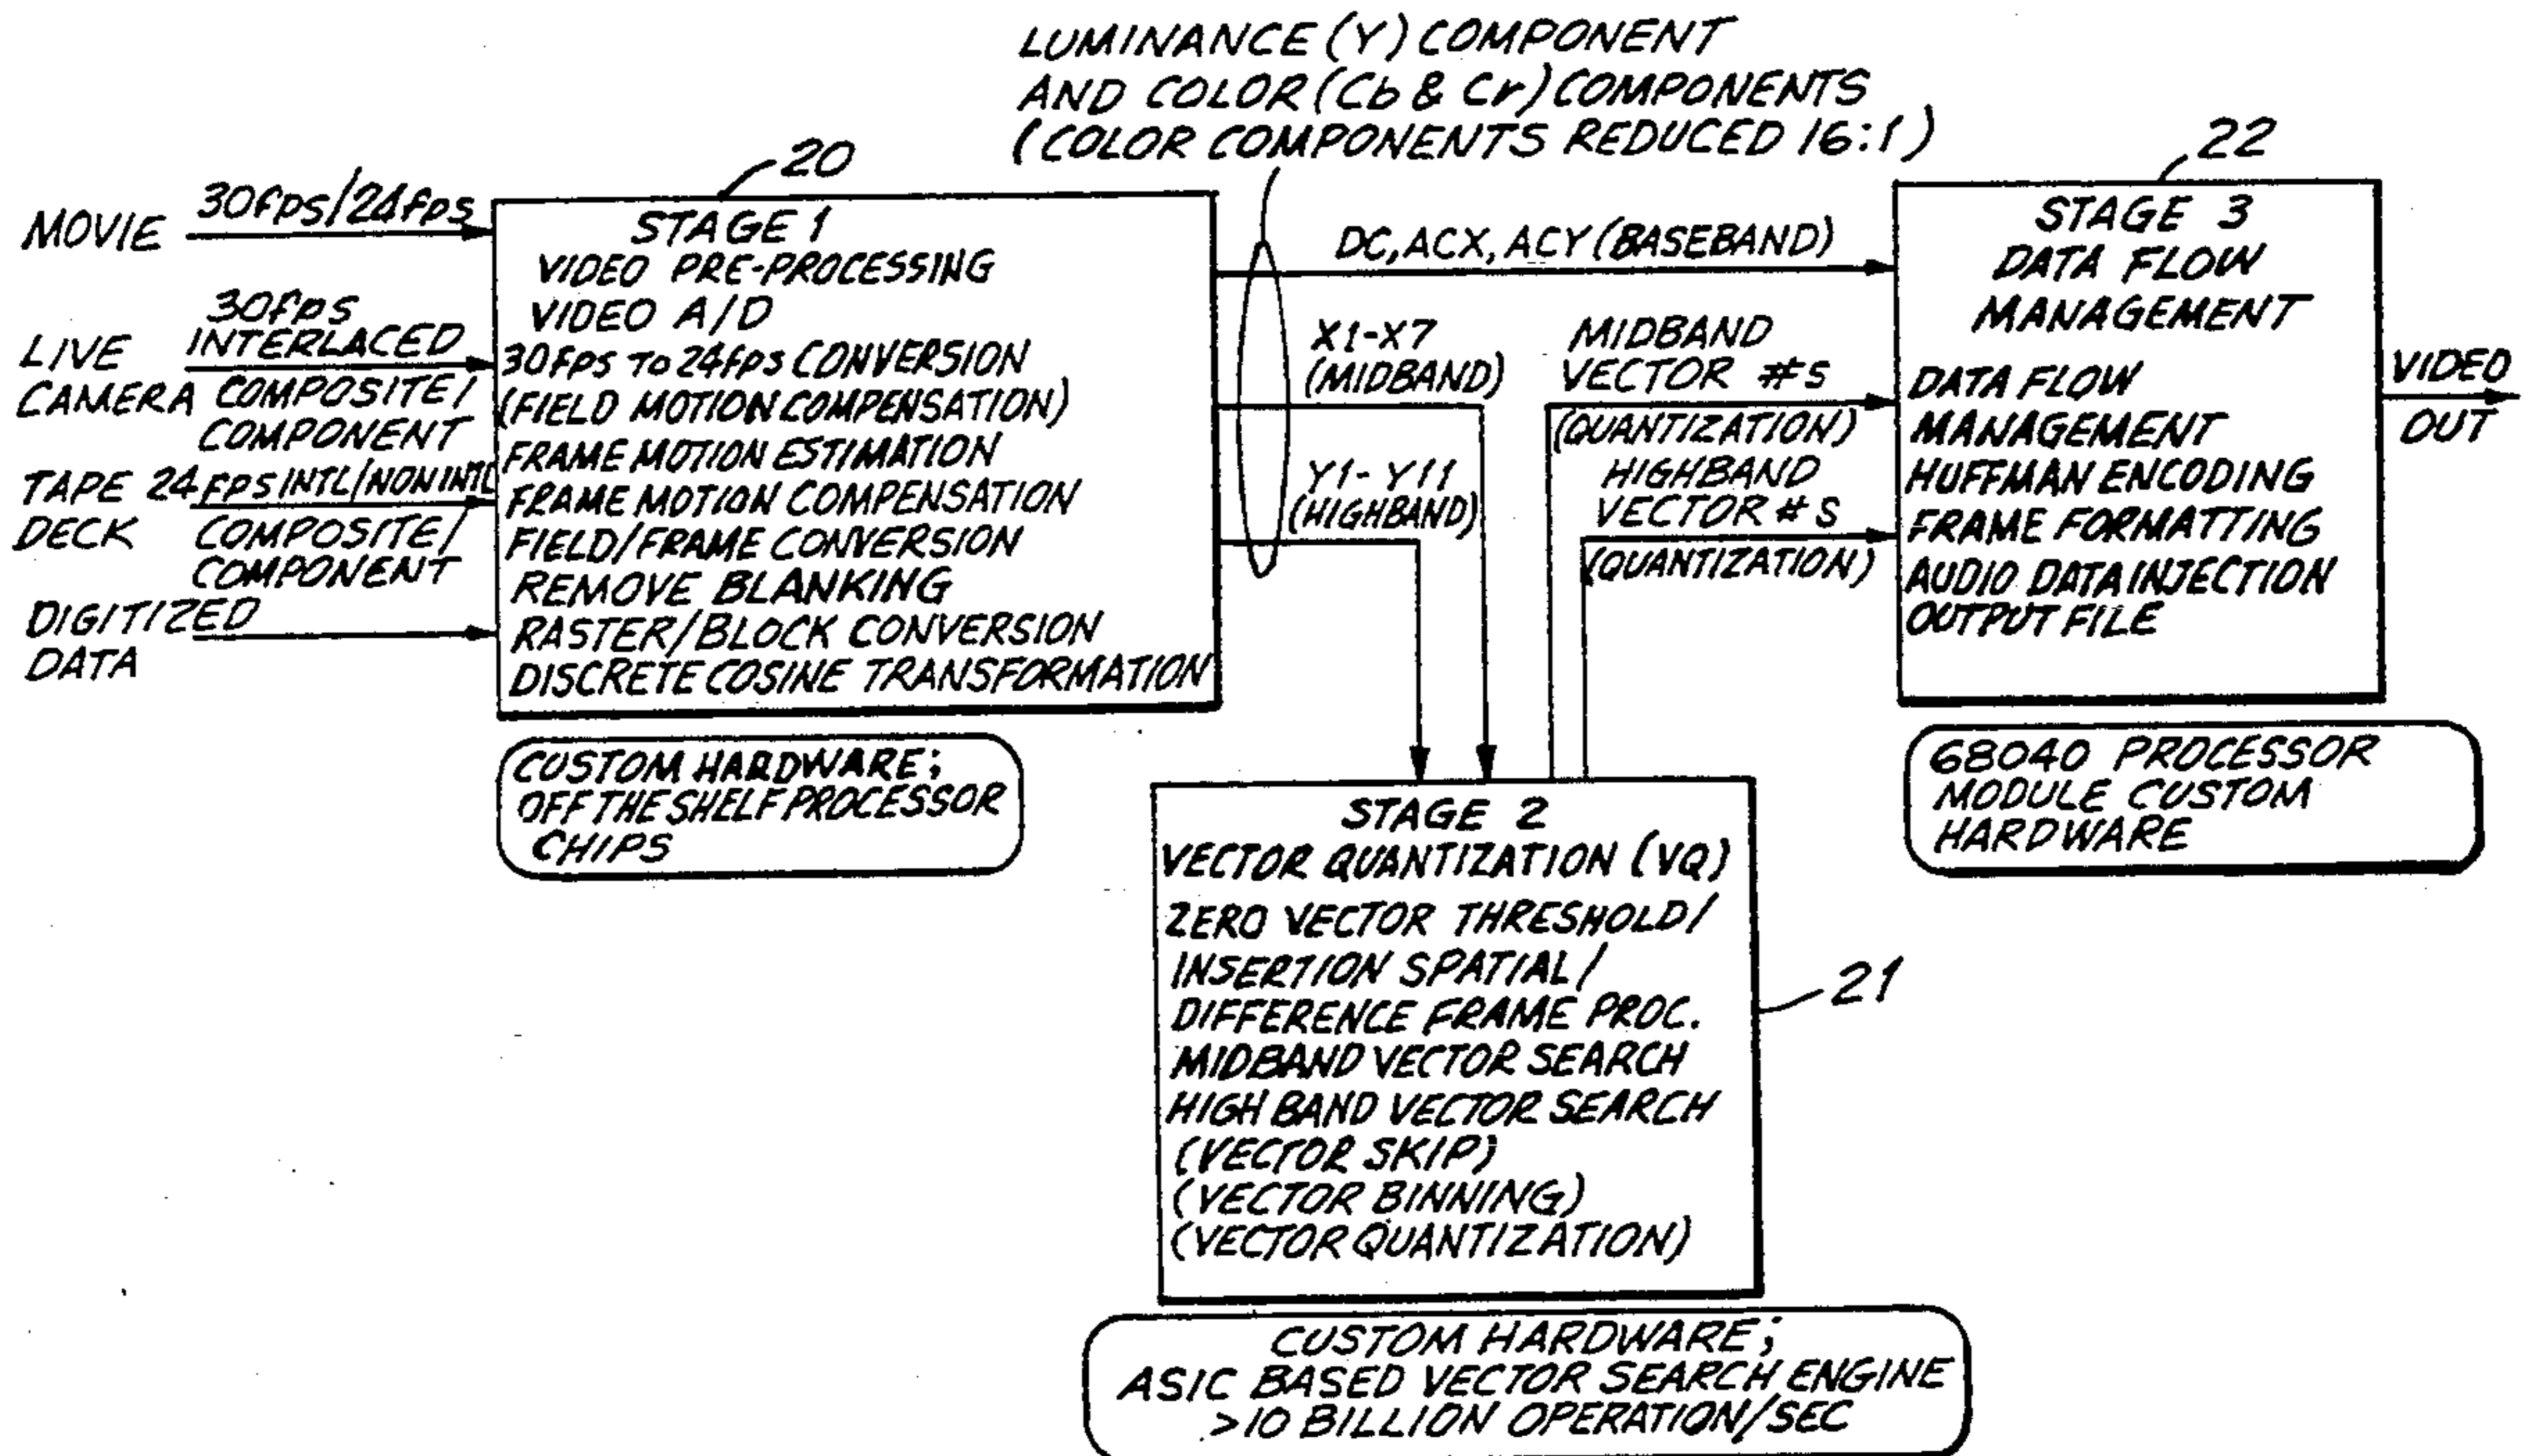 LUMINANCE (Y) COMPONENT
AND COLOR (Cb & Cr) COMPONENTS
(COLOR COMPONENTS REDUCED 16:1)
20
22
MOVIE
30fps/24fps
LIVE
CAMERA
30fps
INTERLACED
COMPOSITE/
COMPONENT
TAPE
DECK
24 FPS INTL/NON INTL
COMPOSITE/
COMPONENT
DIGITIZED
DATA
STAGE 1
VIDEO PRE-PROCESSING
VIDEO A/D
30fps TO 24fps CONVERSION
(FIELD MOTION COMPENSATION)
FRAME MOTION ESTIMATION
FRAME MOTION COMPENSATION
FIELD/FRAME CONVERSION
REMOVE BLANKING
RASTER/BLOCK CONVERSION
DISCRETE COSINE TRANSFORMATION
CUSTOM HARDWARE;
OFF THE SHELF PROCESSOR
CHIPS
DC, ACX, ACY (BASEBAND)
X1-X7
(MIDBAND)
Y1-Y11
(HIGHBAND)
MIDBAND
VECTOR #S
(QUANTIZATION)
HIGHBAND
VECTOR #S
(QUANTIZATION)
STAGE 3
DATA FLOW
MANAGEMENT
DATA FLOW
MANAGEMENT
HUFFMAN ENCODING
FRAME FORMATTING
AUDIO DATA INJECTION
OUTPUT FILE
VIDEO
OUT
68040 PROCESSOR
MODULE CUSTOM
HARDWARE
STAGE 2
VECTOR QUANTIZATION (VQ)
ZERO VECTOR THRESHOLD/
INSERTION SPATIAL/
DIFFERENCE FRAME PROC.
MIDBAND VECTOR SEARCH
HIGH BAND VECTOR SEARCH
(VECTOR SKIP)
(VECTOR BINNING)
(VECTOR QUANTIZATION)
21
CUSTOM HARDWARE;
ASIC BASED VECTOR SEARCH ENGINE
>10 BILLION OPERATION/SEC